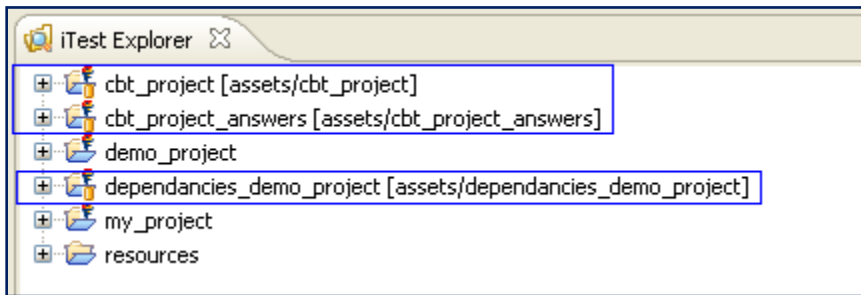 iTest Explorer
cbt_project [assets/cbt_project]
cbt_project_answers [assets/cbt_project_answers]
demo_project
dependancies_demo_project [assets/dependancies_demo_project]
my_project
resources